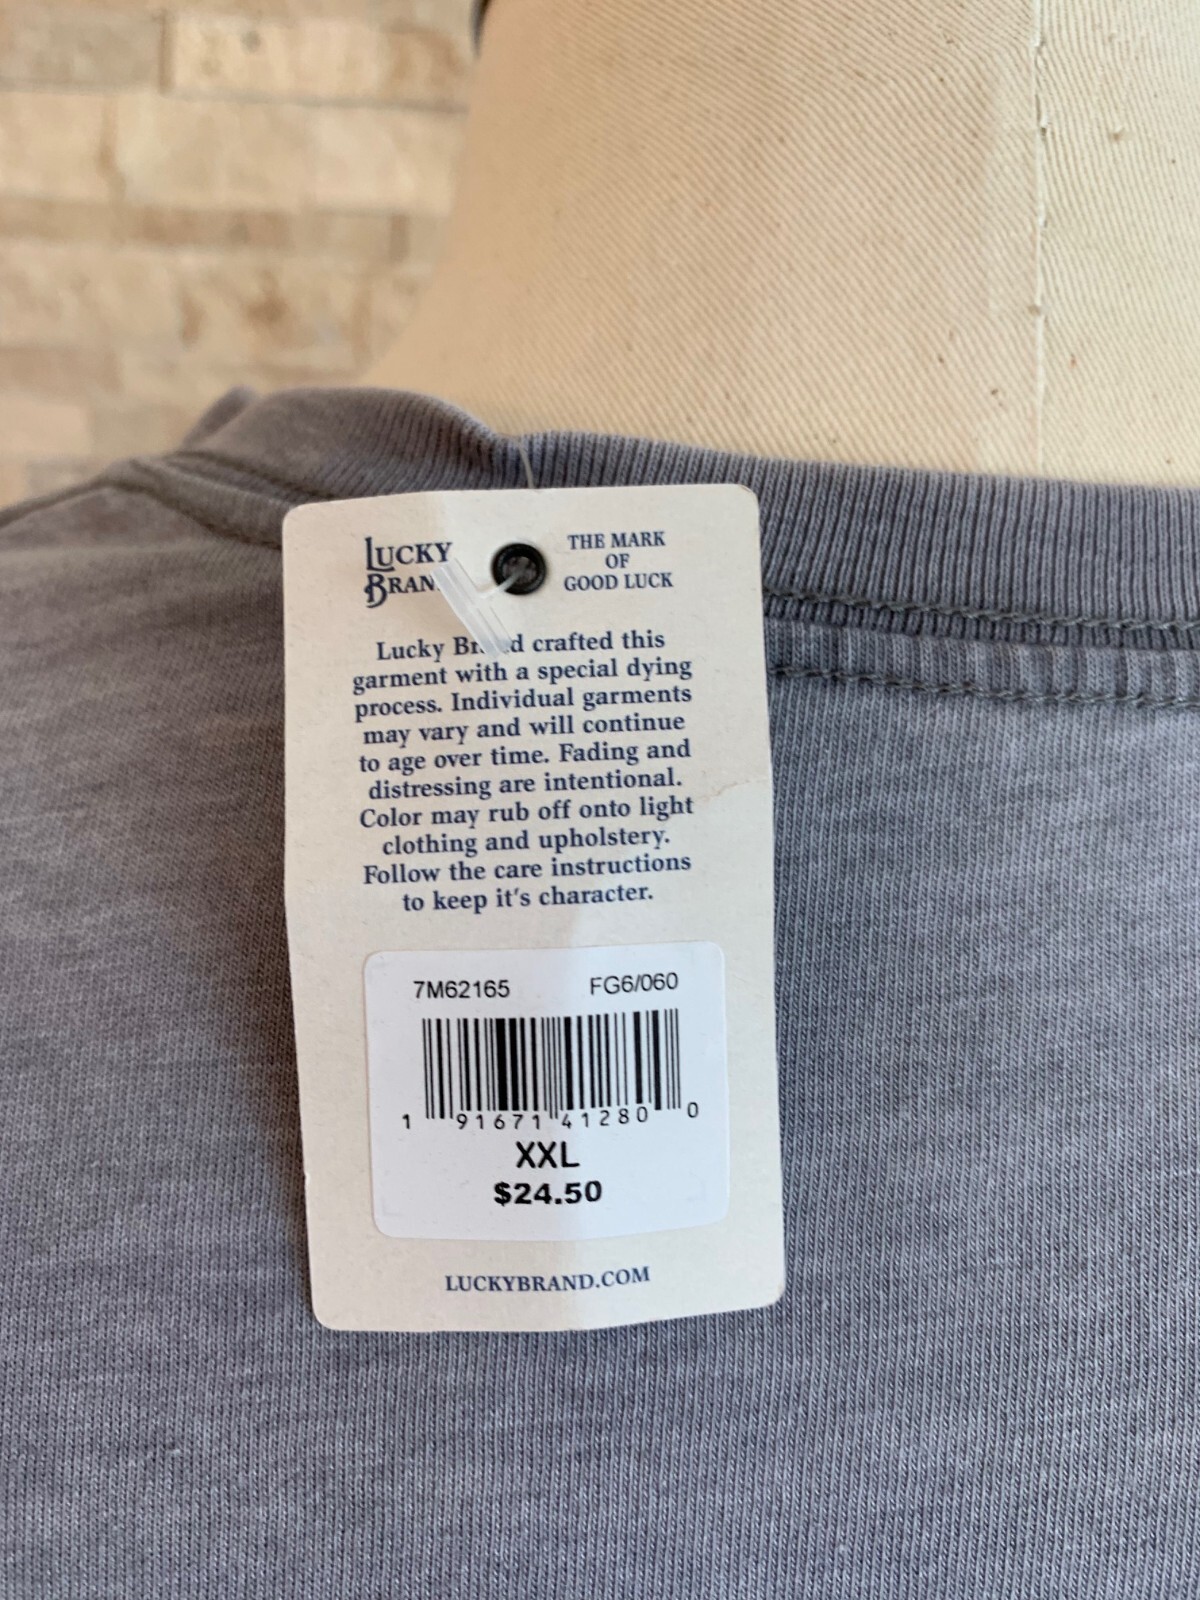 LUCKY
THE MARK
OF
GOOD LUCK
Lucky crafted this
garment with a special dying
process. Individual garments
may vary and will continue
to age over time. Fading and
distressing are intentional.
Color may rub off onto light
clothing and upholstery.
Follow the care instructions
to keep it's character.
7M62165 FG6/060
1 91671 41280 0
XXL
$24.50
LUCKYBRAND.COM